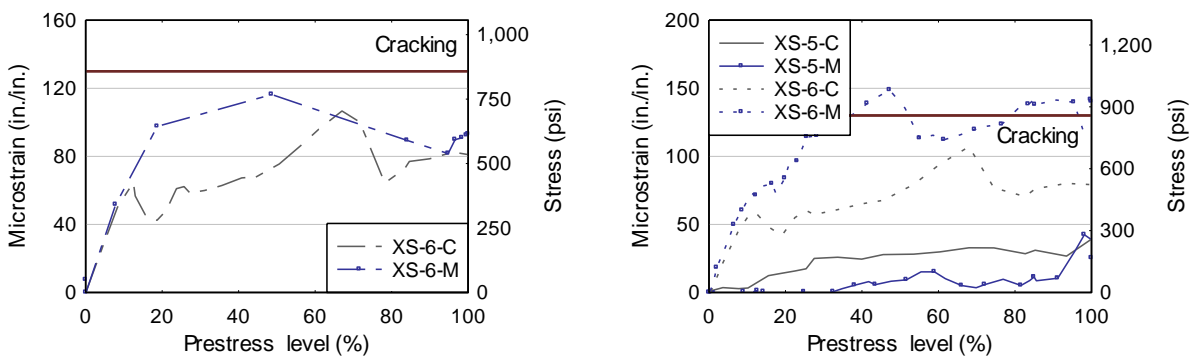 160
120
80
40
0
Microstrain (in./in.)
1,000
750
500
250
0
Stress (psi)
Cracking
XS-6-C
XS-6-M
0 20 40 60 80 100
Prestress level (%)
200
150
100
50
0
Microstrain (in./in.)
1,200
900
600
300
0
Stress (psi)
XS-5-C
XS-5-M
XS-6-C
XS-6-M
Cracking
0 20 40 60 80 100
Prestress level (%)